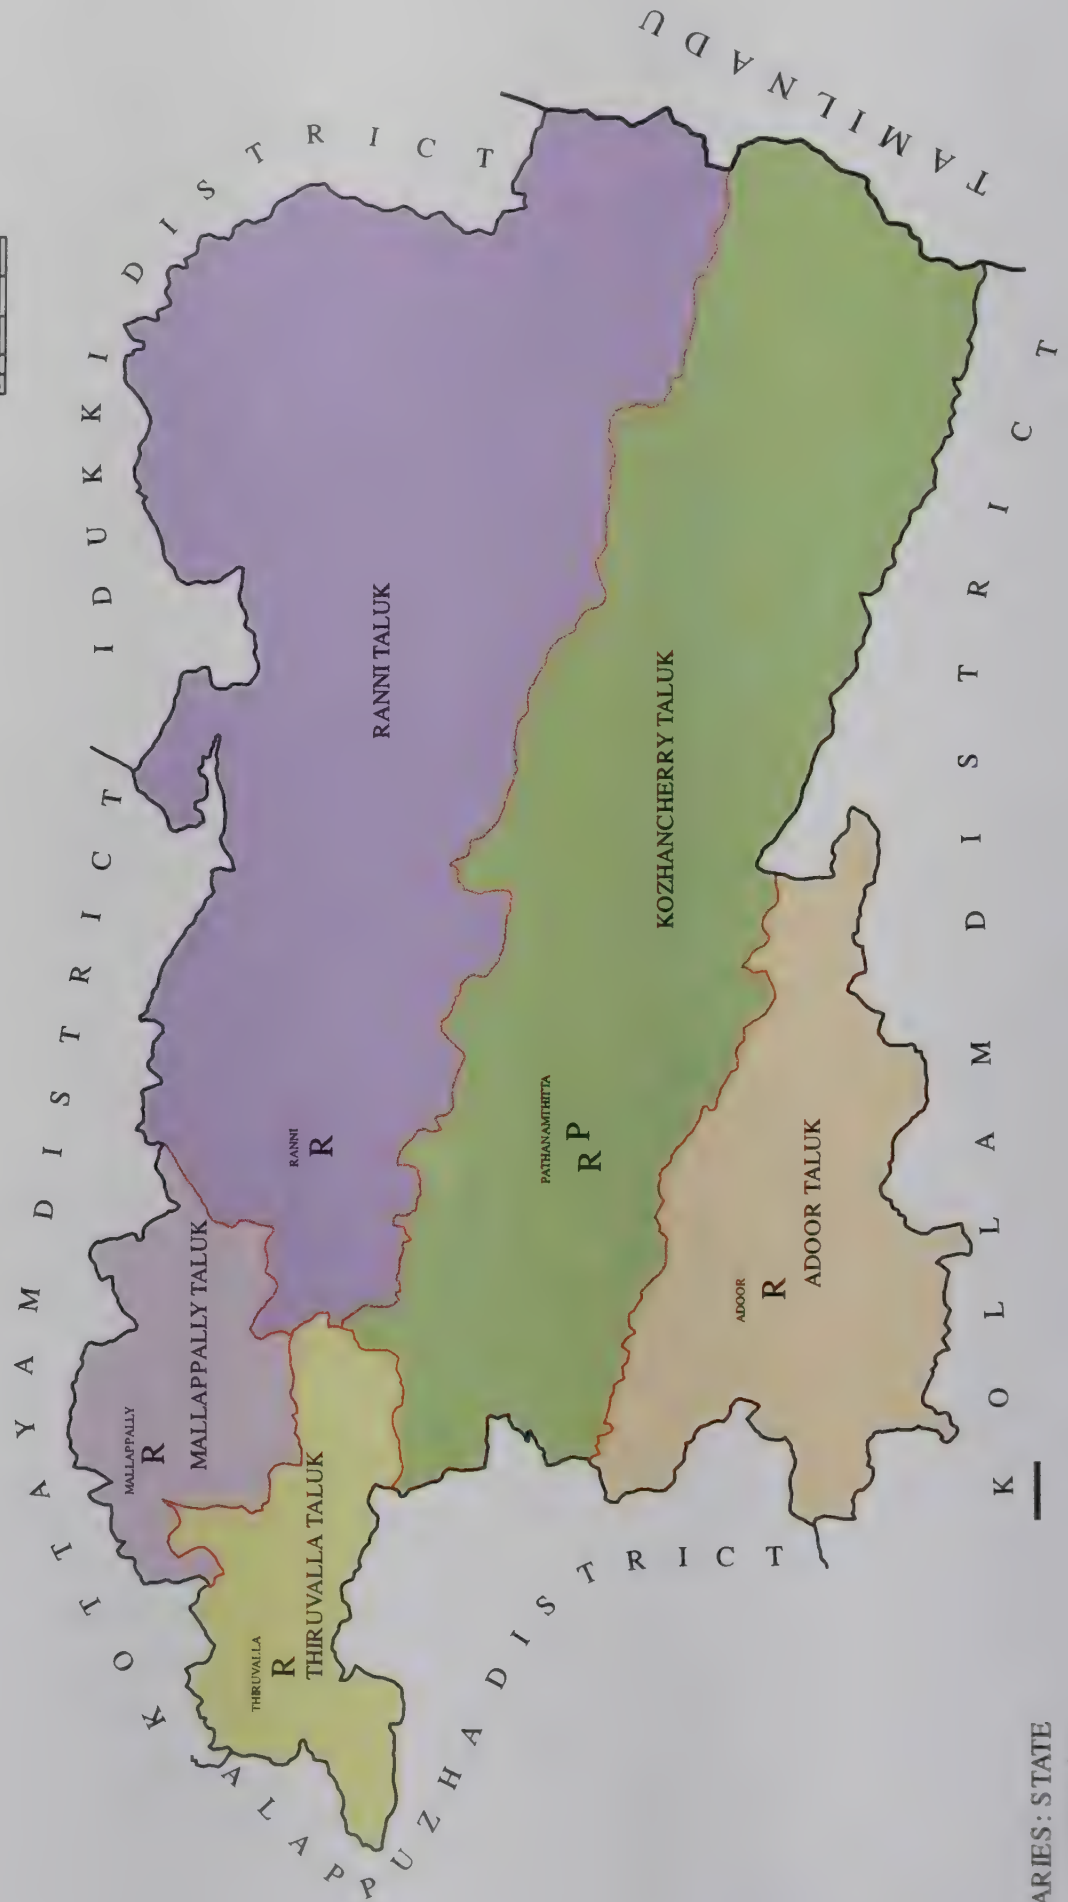 KOTTAYAM DISTRICT
IDUKKI DISTRICT
TAMILNADU
MALLAPPALLY
R
MALLAPPALLY TALUK
THIRUVALLA
R
THIRUVALLA TALUK
RANNI
R
RANNI TALUK
PATHANAMTHITTA
R P
KOZHANCHERRY TALUK
ADOOR
R
ADOOR TALUK
ALAPPUZHA DISTRICT
KOLLAM DISTRICT
ARIES : STATE